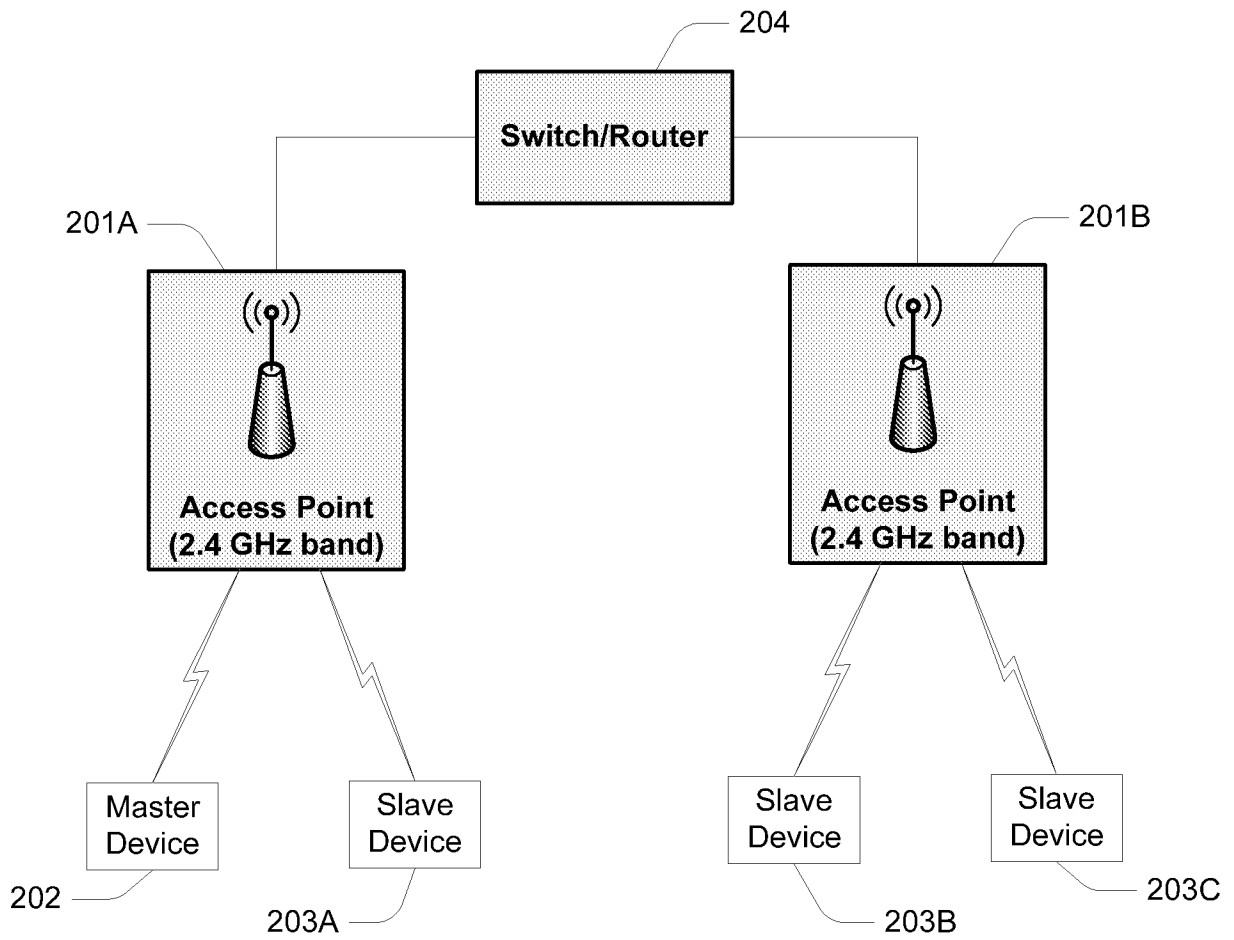 204
Switch/Router
201A
201B
Access Point
(2.4 GHz band)
Access Point
(2.4 GHz band)
Master
Device
Slave
Device
Slave
Device
Slave
Device
202
203A
203B
203C